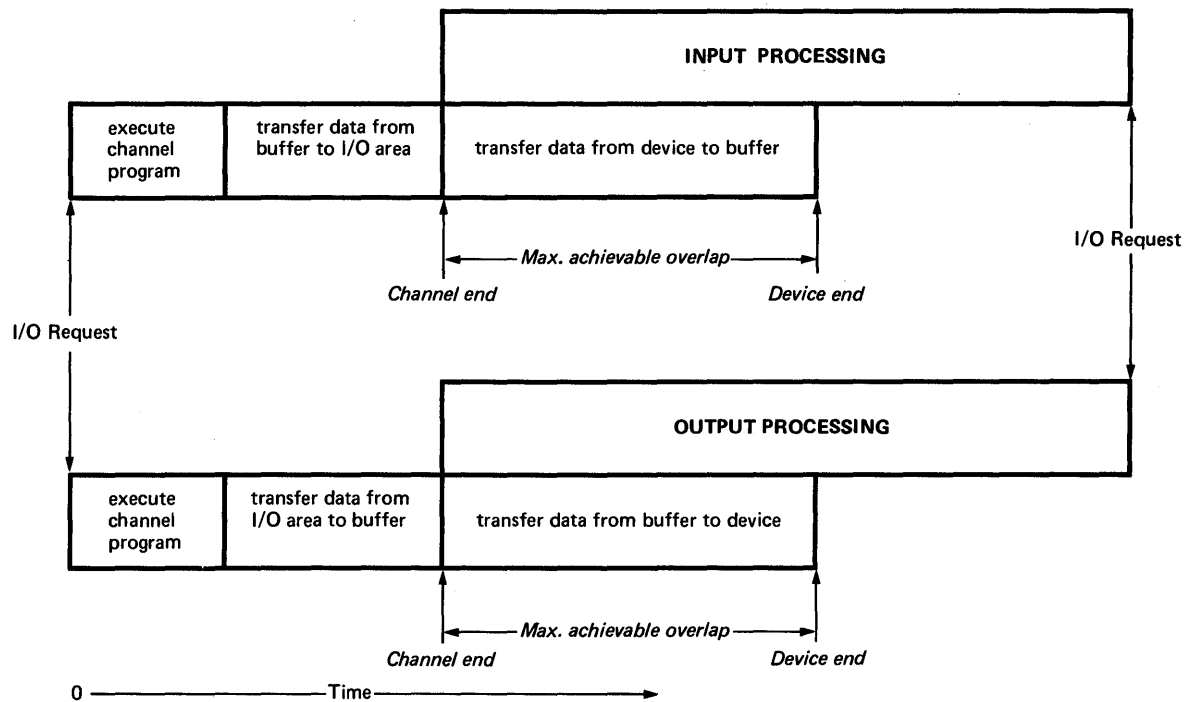 INPUT PROCESSING
execute
channel
program
transfer data from
buffer to I/O area
transfer data from device to buffer
I/O Request
Max. achievable overlap
Channel end
Device end
I/O Request
OUTPUT PROCESSING
execute
channel
program
transfer data from
I/O area to buffer
transfer data from buffer to device
Max. achievable overlap
Channel end
Device end
0
Time